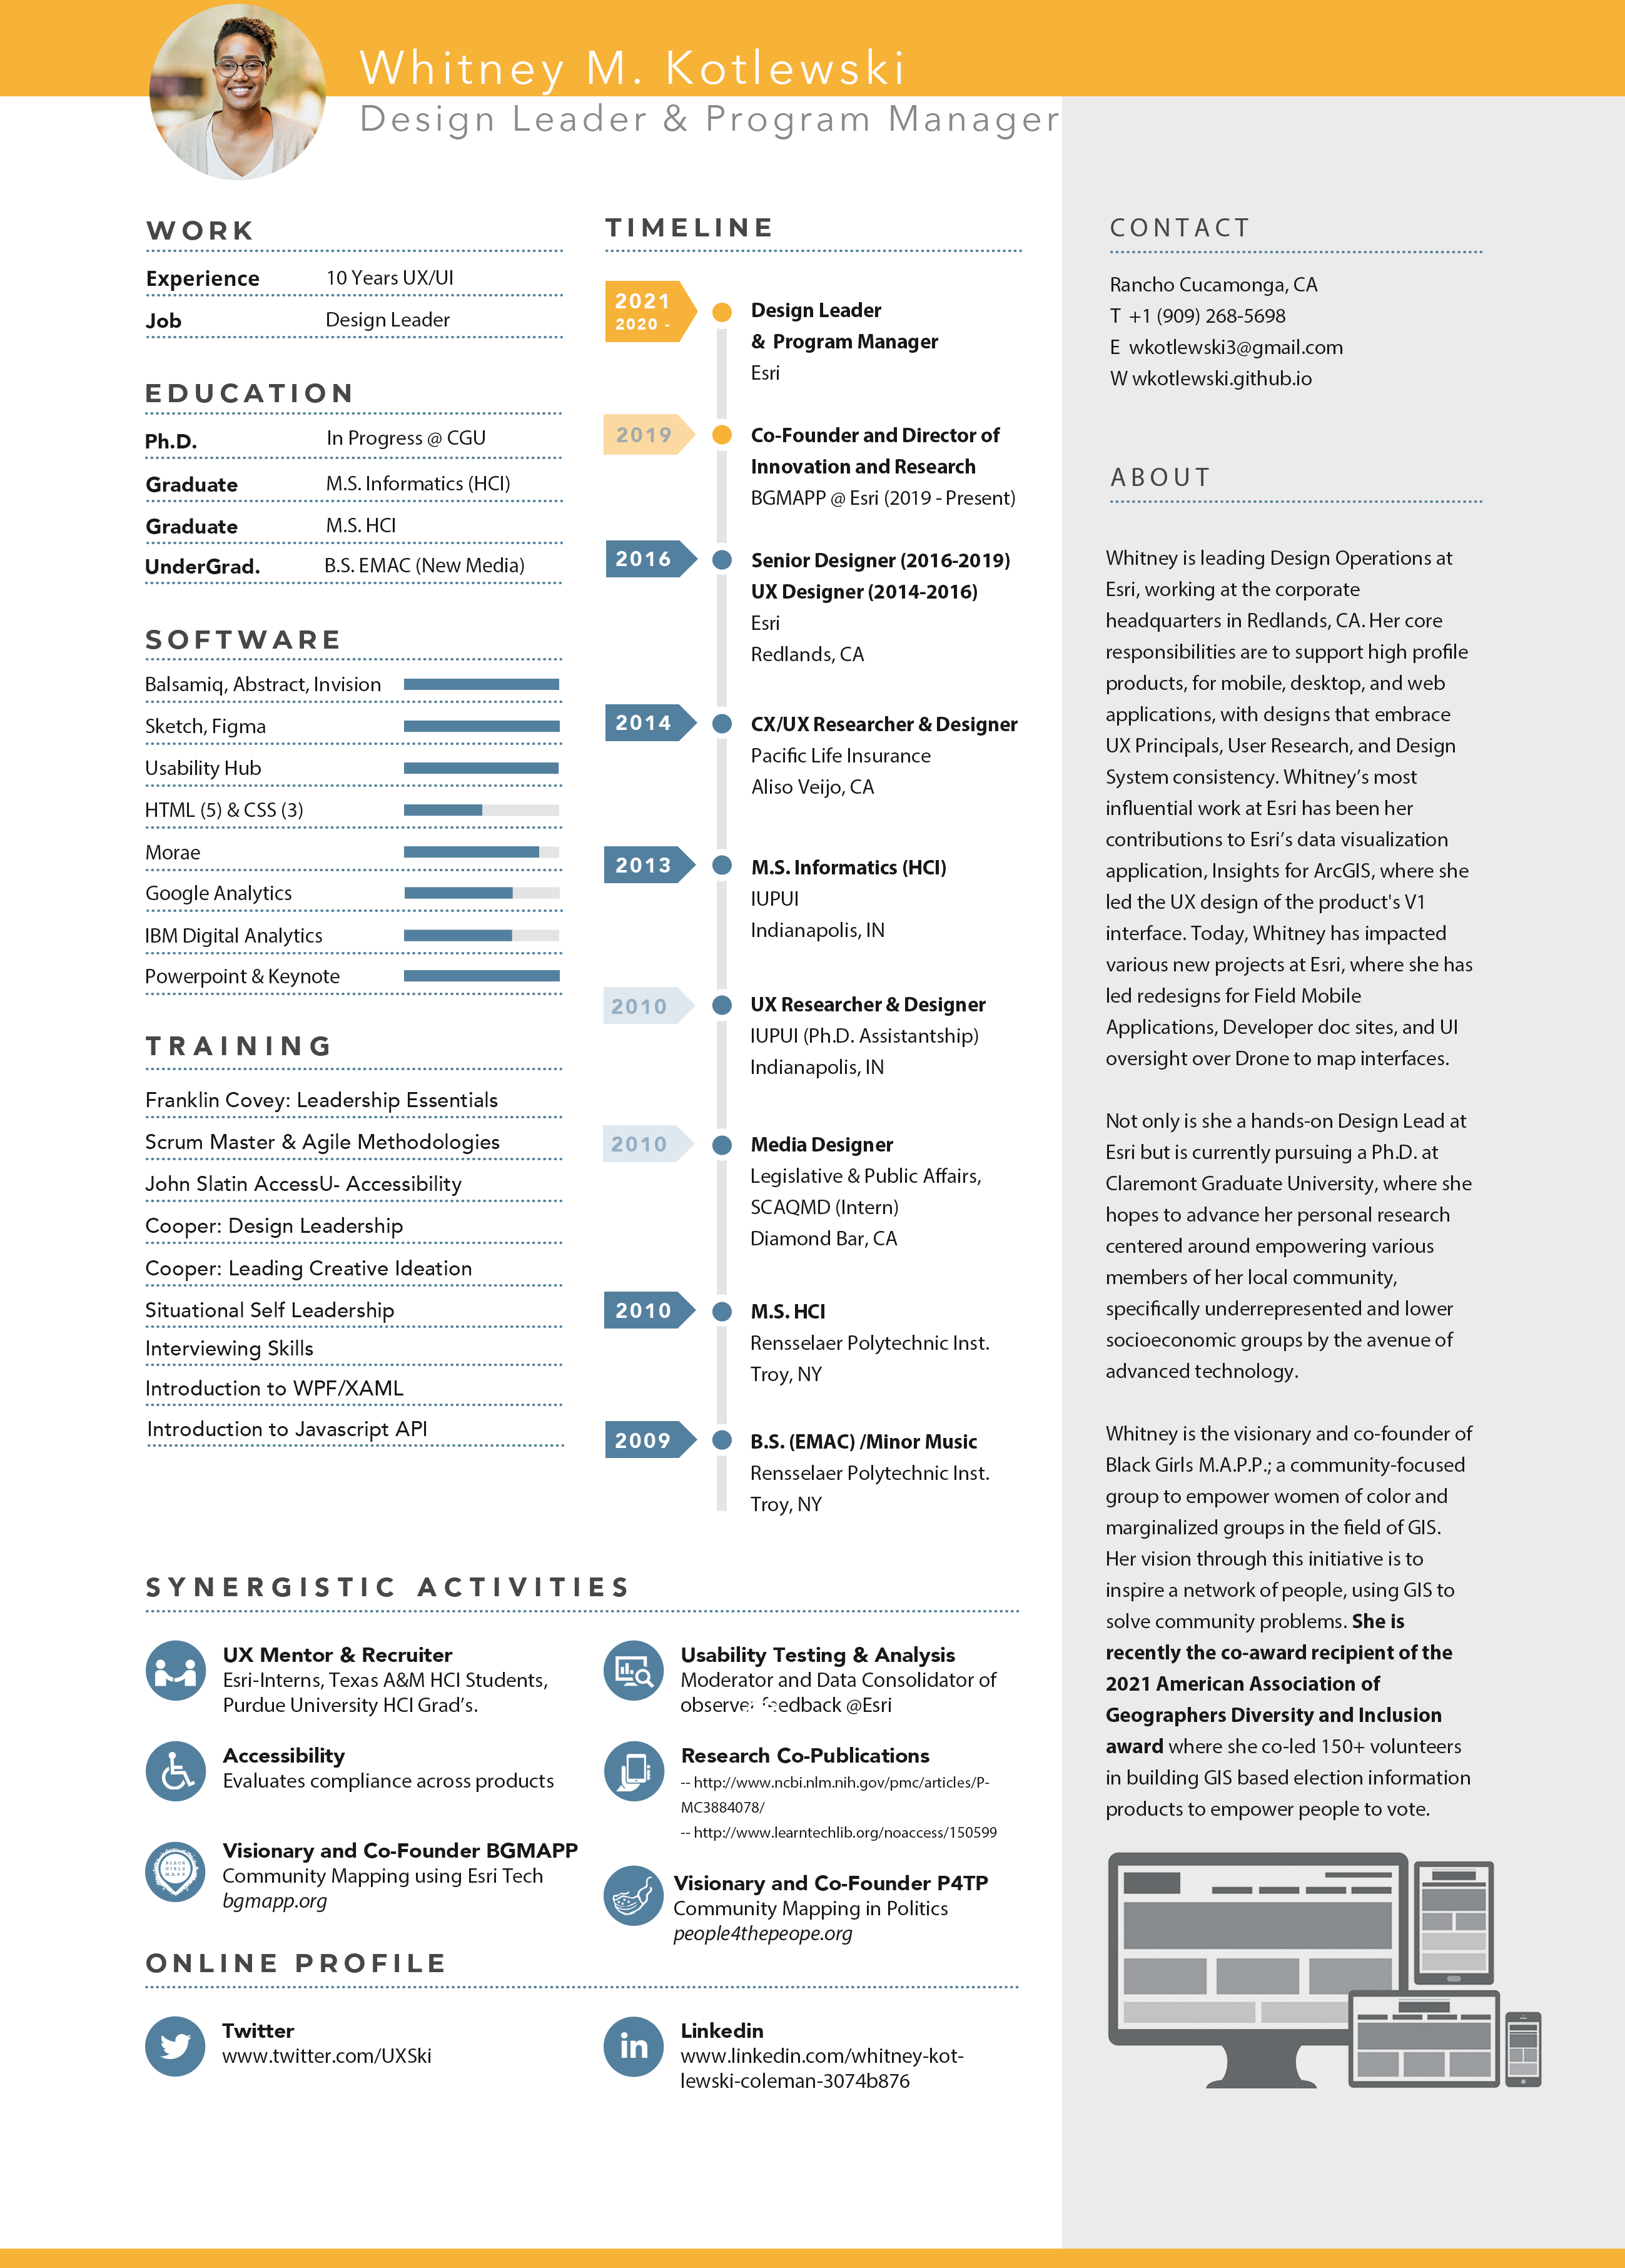 Whitney M. Kotlewski
Design Leader & Program Manager
WORK
Experience 10 Years UX/UI
Job Design Leader
EDUCATION
Ph.D. In Progress @ CGU
Graduate M.S. Informatics (HCI)
Graduate M.S. HCI
UnderGrad. B.S. EMAC (New Media)
SOFTWARE
Balsamiq, Abstract, Invision
Sketch, Figma
Usability Hub
HTML (5) & CSS (3)
Morae
Google Analytics
IBM Digital Analytics
Powerpoint & Keynote
TRAINING
Franklin Covey: Leadership Essentials
Scrum Master & Agile Methodologies
John Slatin AccessU- Accessibility
Cooper: Design Leadership
Cooper: Leading Creative Ideation
Situational Self Leadership
Interviewing Skills
Introduction to WPF/XAML
Introduction to Javascript API
TIMELINE
2021
2020 -
Design Leader
& Program Manager
Esri
2019
Co-Founder and Director of
Innovation and Research
BGMAPP @ Esri (2019 - Present)
2016
Senior Designer (2016-2019)
UX Designer (2014-2016)
Esri
Redlands, CA
2014
CX/UX Researcher & Designer
Pacific Life Insurance
Aliso Veijo, CA
2013
M.S. Informatics (HCI)
IUPUI
Indianapolis, IN
2010
UX Researcher & Designer
IUPUI (Ph.D. Assistantship)
Indianapolis, IN
2010
Media Designer
Legislative & Public Affairs,
SCAQMD (Intern)
Diamond Bar, CA
2010
M.S. HCI
Rensselaer Polytechnic Inst.
Troy, NY
2009
B.S. (EMAC) /Minor Music
Rensselaer Polytechnic Inst.
Troy, NY
SYNERGISTIC ACTIVITIES
UX Mentor & Recruiter
Esri-Interns, Texas A&M HCI Students,
Purdue University HCI Grad's.
Accessibility
Evaluates compliance across products
BLACK
GIRLS
M.A.P.P
Visionary and Co-Founder BGMAPP
Community Mapping using Esri Tech
bgmapp.org
Usability Testing & Analysis
Moderator and Data Consolidator of
observer feedback @Esri
Research Co-Publications
-- http://www.ncbi.nlm.nih.gov/pmc/articles/P-
MC3884078/
-- http://www.learntechlib.org/noaccess/150599
Visionary and Co-Founder P4TP
Community Mapping in Politics
people4thepeope.org
ONLINE PROFILE
Twitter
www.twitter.com/UXSki
in
Linkedin
www.linkedin.com/whitney-kot-
lewski-coleman-3074b876
CONTACT
Rancho Cucamonga, CA
T +1 (909) 268-5698
E wkotlewski3@gmail.com
W wkotlewski.github.io
ABOUT
Whitney is leading Design Operations at
Esri, working at the corporate
headquarters in Redlands, CA. Her core
responsibilities are to support high profile
products, for mobile, desktop, and web
applications, with designs that embrace
UX Principals, User Research, and Design
System consistency. Whitney's most
influential work at Esri has been her
contributions to Esri's data visualization
application, Insights for ArcGIS, where she
led the UX design of the product's V1
interface. Today, Whitney has impacted
various new projects at Esri, where she has
led redesigns for Field Mobile
Applications, Developer doc sites, and UI
oversight over Drone to map interfaces.
Not only is she a hands-on Design Lead at
Esri but is currently pursuing a Ph.D. at
Claremont Graduate University, where she
hopes to advance her personal research
centered around empowering various
members of her local community,
specifically underrepresented and lower
socioeconomic groups by the avenue of
advanced technology.
Whitney is the visionary and co-founder of
Black Girls M.A.P.P.; a community-focused
group to empower women of color and
marginalized groups in the field of GIS.
Her vision through this initiative is to
inspire a network of people, using GIS to
solve community problems. She is
recently the co-award recipient of the
2021 American Association of
Geographers Diversity and Inclusion
award where she co-led 150+ volunteers
in building GIS based election information
products to empower people to vote.